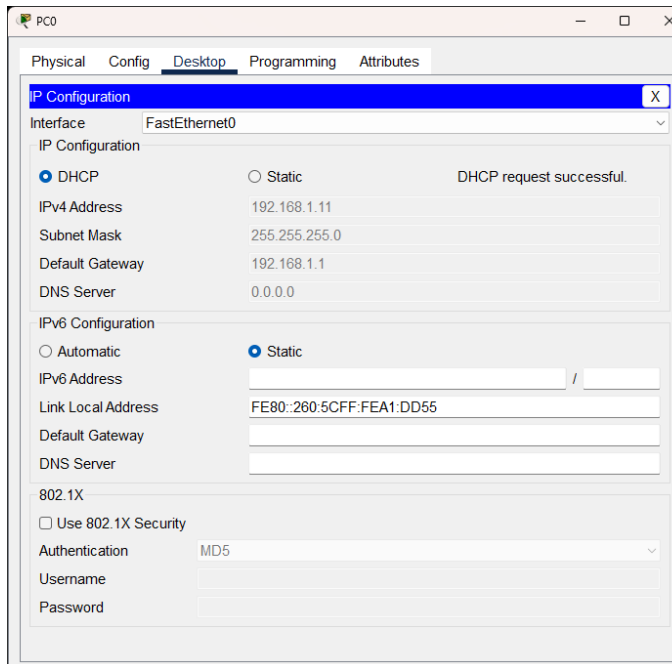 PC0
Physical Config Desktop Programming Attributes
IP Configuration X
Interface FastEthernet0
IP Configuration
DHCP Static DHCP request successful.
IPv4 Address 192.168.1.11
Subnet Mask 255.255.255.0
Default Gateway 192.168.1.1
DNS Server 0.0.0.0
IPv6 Configuration
Automatic Static
IPv6 Address /
Link Local Address FE80::260:5CFF:FEA1:DD55
Default Gateway
DNS Server
802.1X
Use 802.1X Security
Authentication MD5
Username
Password